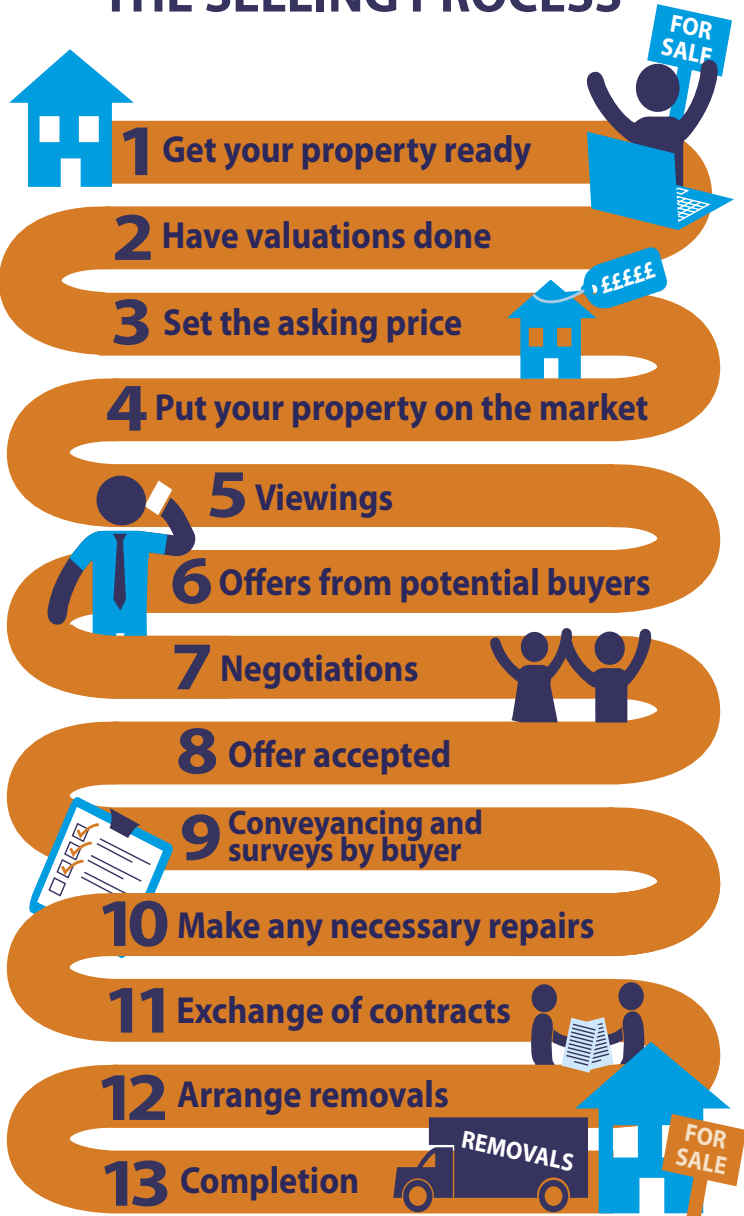 THE SELLING PROCESS
FOR
SALE
1 Get your property ready
2 Have valuations done
£££££
3 Set the asking price
4 Put your property on the market
5 Viewings
6 Offers from potential buyers
7 Negotiations
8 Offer accepted
9 Conveyancing and
surveys by buyer
10 Make any necessary repairs
11 Exchange of contracts
12 Arrange removals
REMOVALS
FOR
SALE
13 Completion